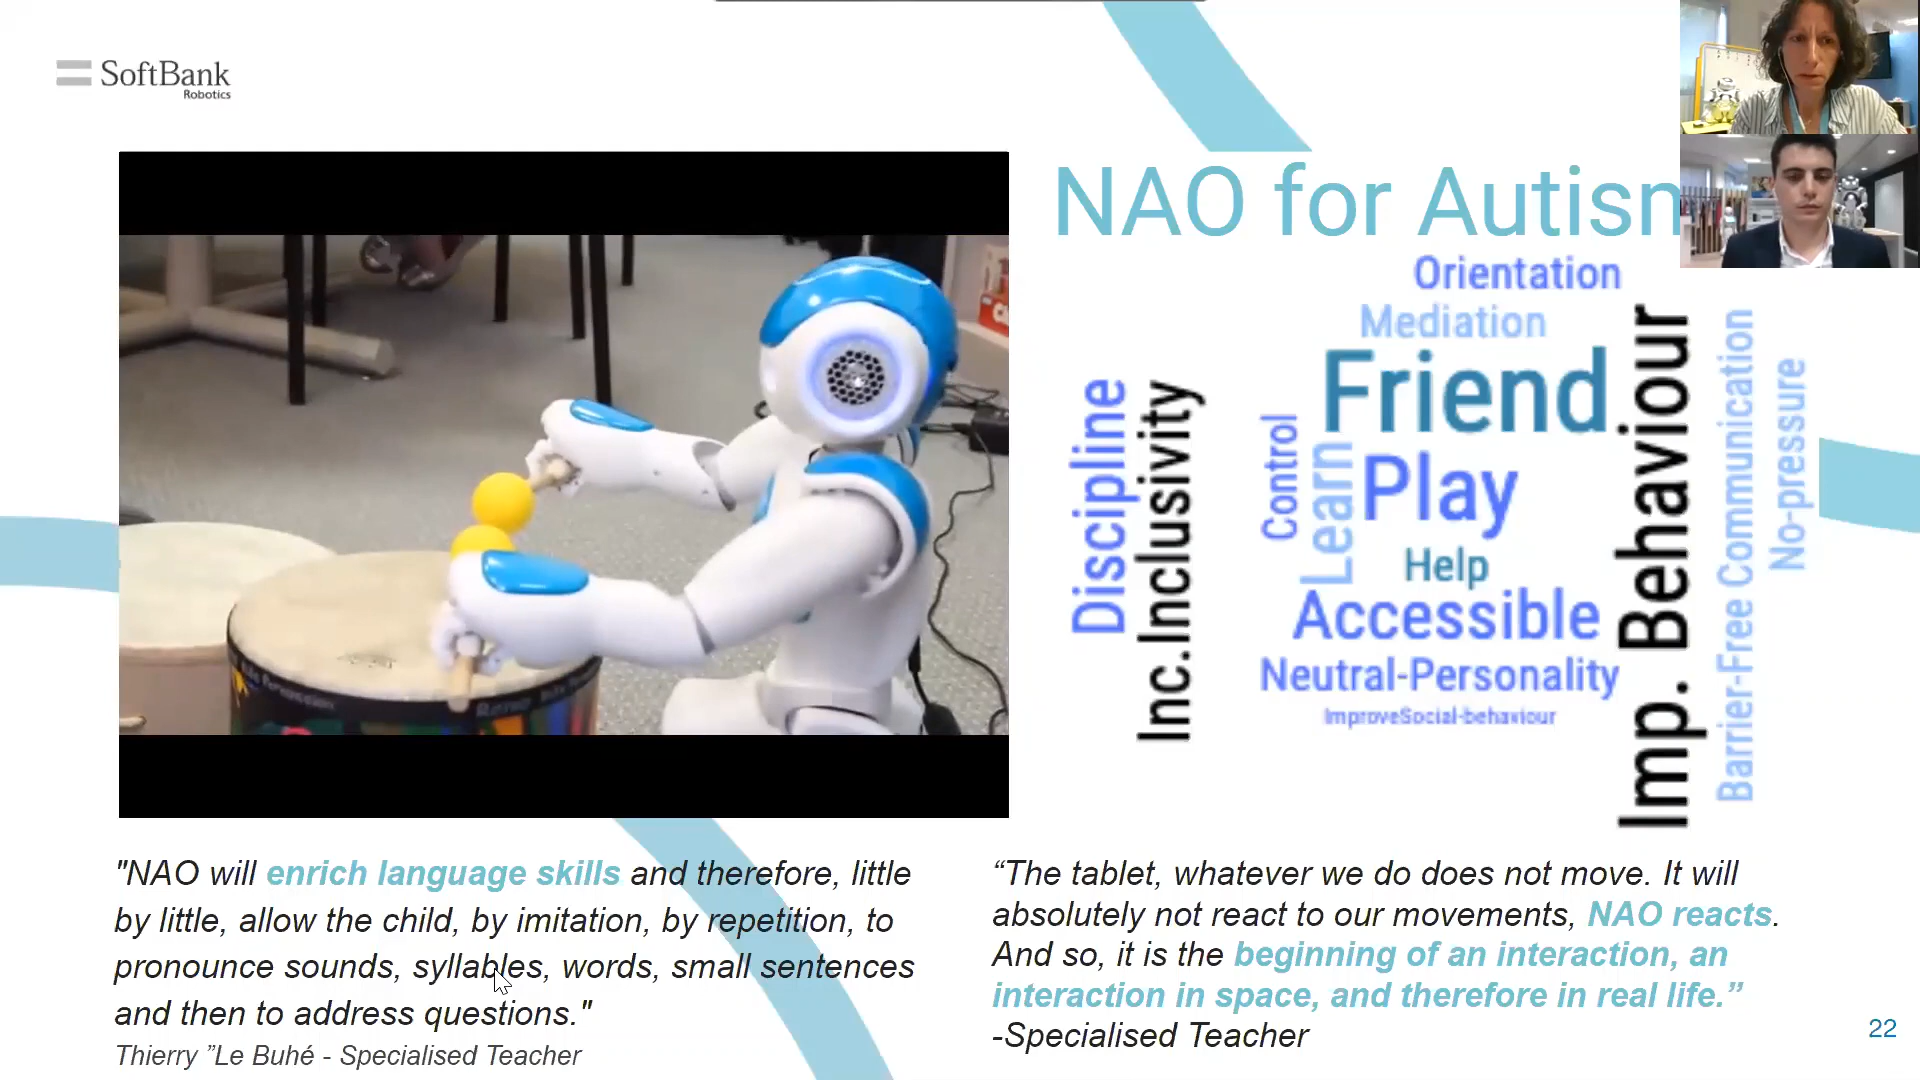 SoftBank
Robotics
NAO for Autism
Orientation
Mediation
Friend
Discipline
Inc.Inclusivity
Control
Learn
Play
Help
Accessible
Neutral-Personality
ImproveSocial-behaviour
Imp. Behaviour
Barrier-Free Communication
No-pressure
"NAO will enrich language skills and therefore, little
by little, allow the child, by imitation, by repetition, to
pronounce sounds, syllables, words, small sentences
and then to address questions."
Thierry ”Le Buhé - Specialised Teacher
“The tablet, whatever we do does not move. It will
absolutely not react to our movements, NAO reacts.
And so, it is the beginning of an interaction, an
interaction in space, and therefore in real life.”
-Specialised Teacher
22